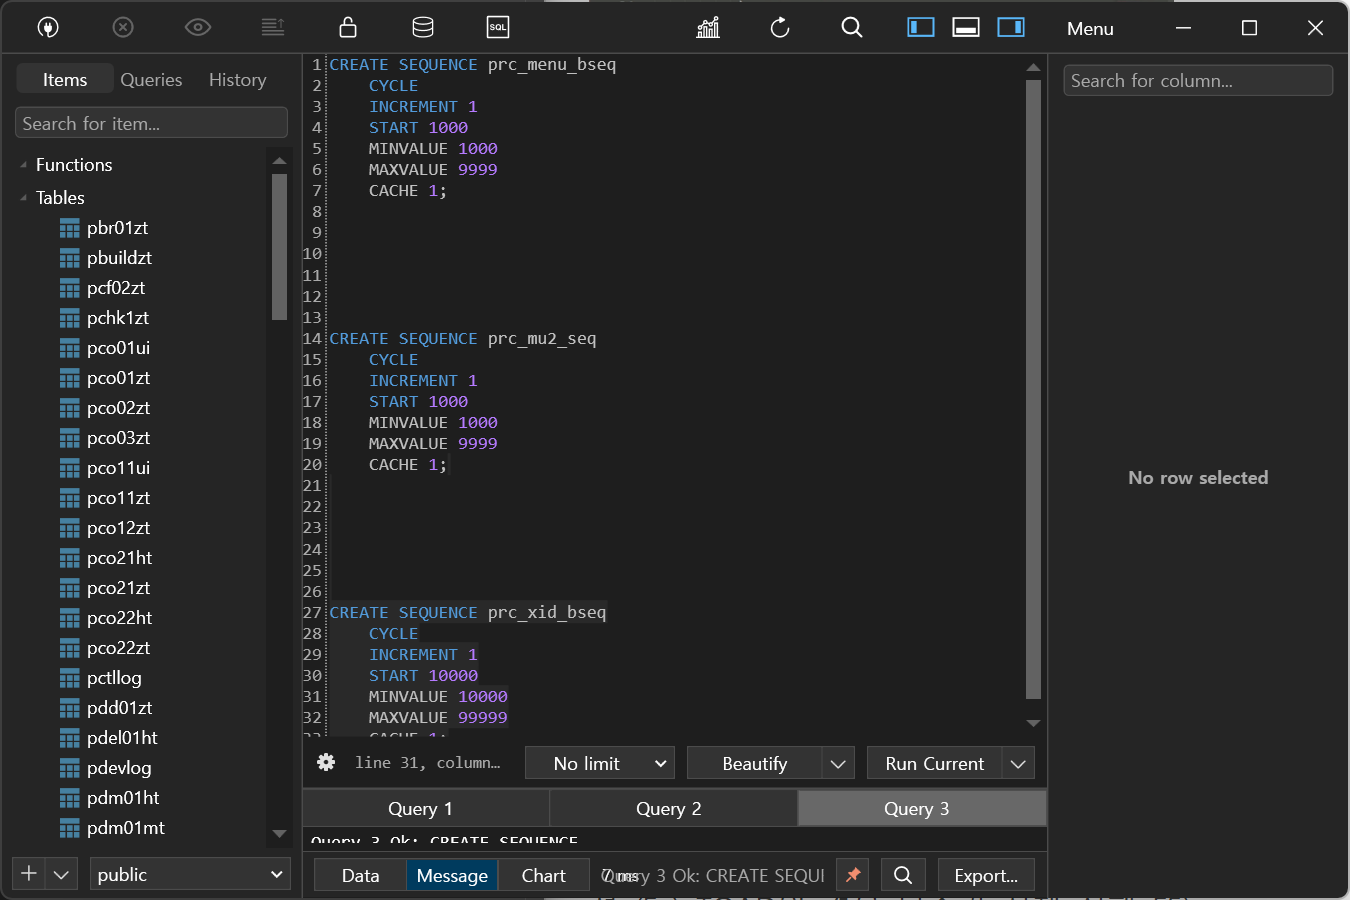 SQL
Menu
Items
Queries
History
Search for item...
Functions
Tables
pbr01zt
pbuildzt
pcf02zt
pchk1zt
pco01ui
pco01zt
pco02zt
pco03zt
pco11ui
pco11zt
pco12zt
pco21ht
pco21zt
pco22ht
pco22zt
pctllog
pdd01zt
pdel01ht
pdevlog
pdm01ht
pdm01mt
public
1 CREATE SEQUENCE prc_menu_bseq
2 CYCLE
3 INCREMENT 1
4 START 1000
5 MINVALUE 1000
6 MAXVALUE 9999
7 CACHE 1;
8
9
10
11
12
13
14 CREATE SEQUENCE prc_mu2_seq
15 CYCLE
16 INCREMENT 1
17 START 1000
18 MINVALUE 1000
19 MAXVALUE 9999
20 CACHE 1;
21
22
23
24
25
26
27 CREATE SEQUENCE prc_xid_bseq
28 CYCLE
29 INCREMENT 1
30 START 10000
31 MINVALUE 10000
32 MAXVALUE 99999
33 CACHE 1;
line 31, column...
No limit
Beautify
Run Current
Query 1
Query 2
Query 3
Query 3 Ok: CREATE SEQUENCE
Data
Message
Chart
7 ms
Query 3 Ok: CREATE SEQUI
Export...
Search for column...
No row selected